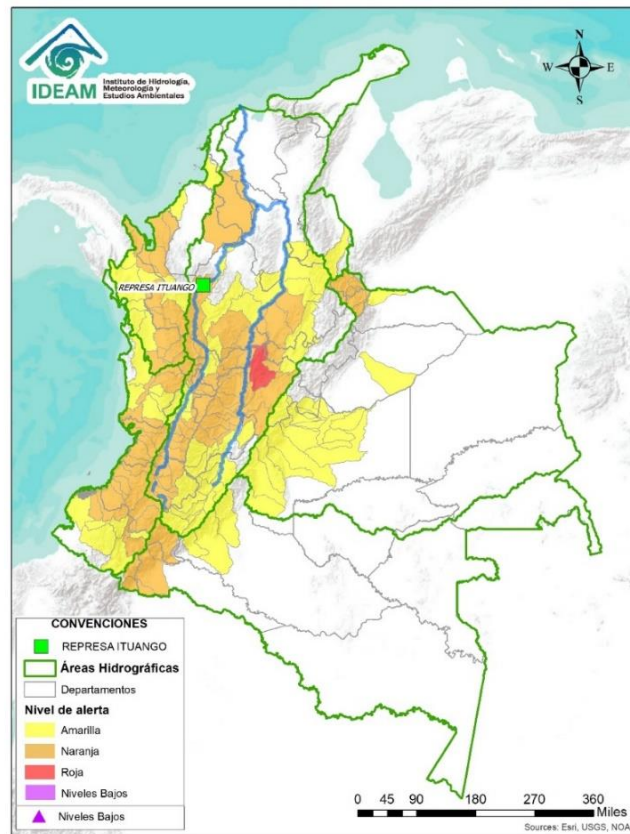 IDEAM
Instituto de Hidrología,
Meteorología y
Estudios Ambientales
N
W
E
S
REPRESA ITUANGO
CONVENCIONES
REPRESA ITUANGO
Áreas Hidrográficas
Departamentos
Nivel de alerta
Amarilla
Naranja
Roja
Niveles Bajos
Niveles Bajos
0 45 90 180 270 360
Miles
Sources: Esri, USGS, NOA